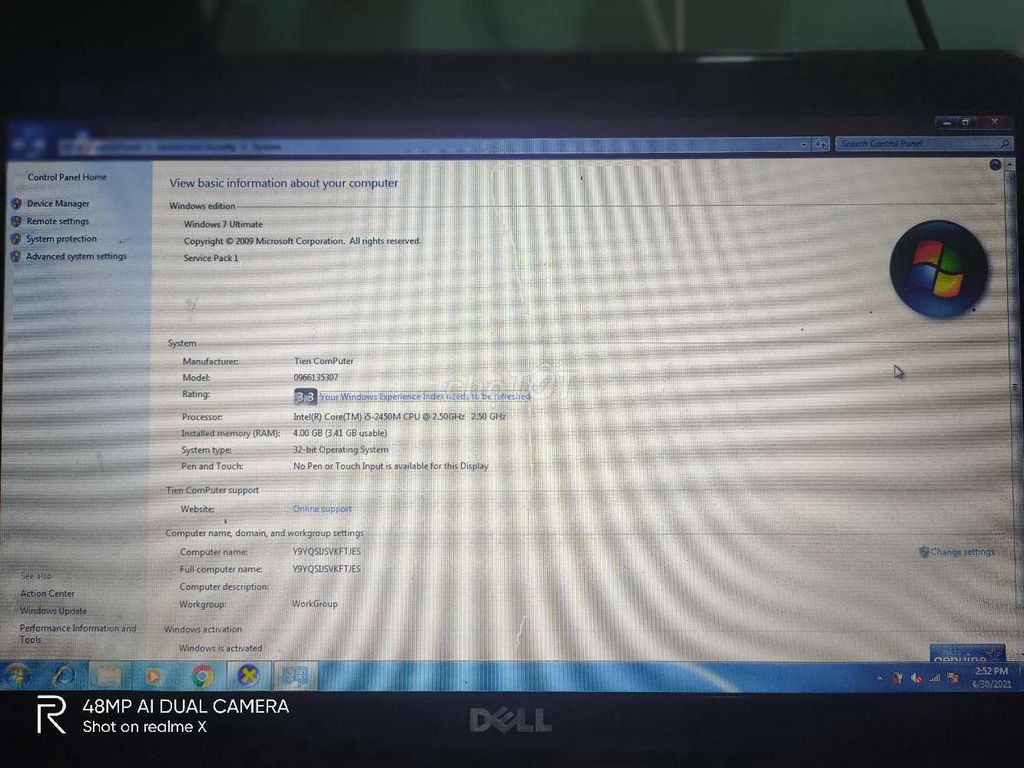 Search Control Panel
Control Panel Home
Device Manager
Remote settings
System protection
Advanced system settings
View basic information about your computer
Windows edition
Windows 7 Ultimate
Copyright © 2009 Microsoft Corporation. All rights reserved.
Service Pack 1
System
Manufacturer: Tien ComPuter
Model: 0966135307
Rating: 3,3 Your Windows Experience Index needs to be refreshed
Processor: Intel(R) Core(TM) i5-2450M CPU @ 2.50GHz 2.50 GHz
Installed memory (RAM): 4.00 GB (3.41 GB usable)
System type: 32-bit Operating System
Pen and Touch: No Pen or Touch Input is available for this Display
Tien ComPuter support
Website: Online support
Computer name, domain, and workgroup settings
Computer name: Y9YQSIJSVKFTJES
Change settings
Full computer name: Y9YQSIJSVKFTJES
Computer description:
Workgroup: WorkGroup
Windows activation
Windows is activated
See also
Action Center
Windows Update
Performance Information and
Tools
genuine
2:52 PM
4/30/2021
chợTỐT
DELL
48MP AI DUAL CAMERA
Shot on realme X